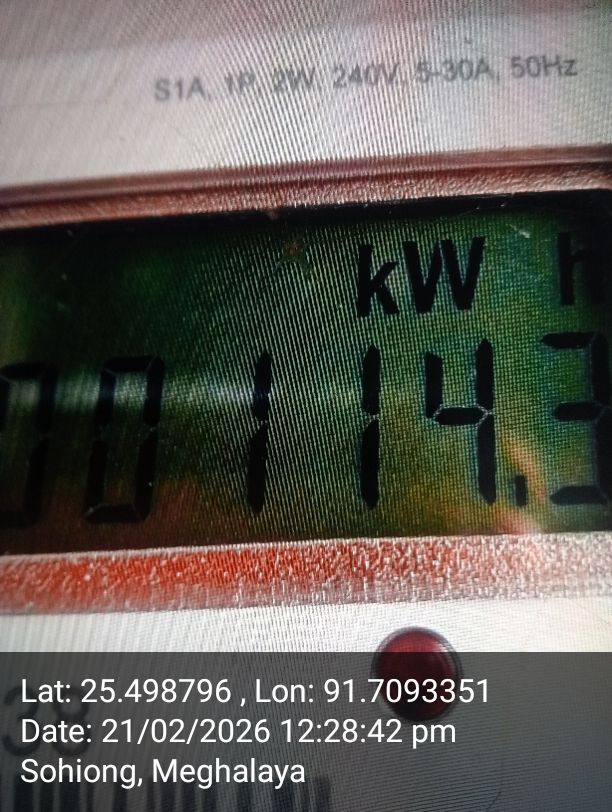 S1A, 1P, 2W, 240V, 5-30A, 50Hz
kW h
001114.3
Lat: 25.498796 , Lon: 91.7093351
Date: 21/02/2026 12:28:42 pm
Sohiong, Meghalaya